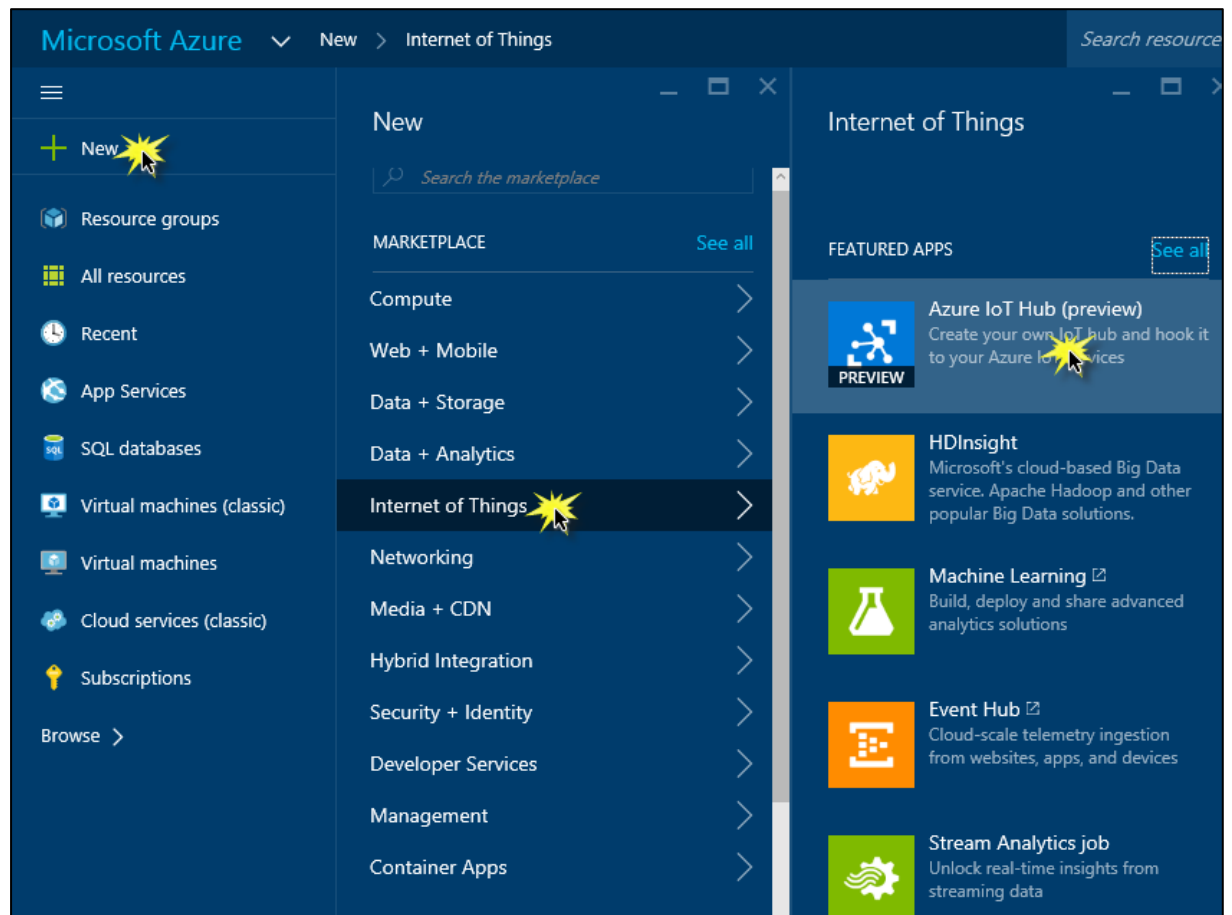 Microsoft Azure New > Internet of Things Search resource
New
Resource groups
All resources
Recent
App Services
SQL
SQL databases
Virtual machines (classic)
Virtual machines
Cloud services (classic)
Subscriptions
Browse >
New
Search the marketplace
MARKETPLACE See all
Compute
Web + Mobile
Data + Storage
Data + Analytics
Internet of Things
Networking
Media + CDN
Hybrid Integration
Security + Identity
Developer Services
Management
Container Apps
Internet of Things
FEATURED APPS See all
PREVIEW
Azure IoT Hub (preview)
Create your own IoT hub and hook it
to your Azure
HDInsight
Microsoft's cloud-based Big Data
service. Apache Hadoop and other
popular Big Data solutions.
Machine Learning
Build, deploy and share advanced
analytics solutions
Event Hub
Cloud-scale telemetry ingestion
from websites, apps, and devices
Stream Analytics job
Unlock real-time insights from
streaming data